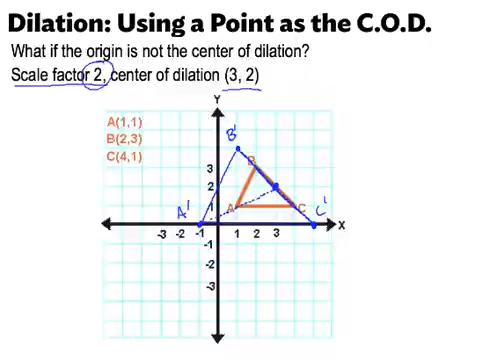 Dilation: Using a Point as the C.O.D.
What if the origin is not the center of dilation?
Scale factor 2, center of dilation (3, 2)
Y
A(1,1)
B(2,3)
C(4,1)
B'
B
3
2
1
A'
A
C
C'
-3 -2 -1 1 2 3
X
-1
-2
-3